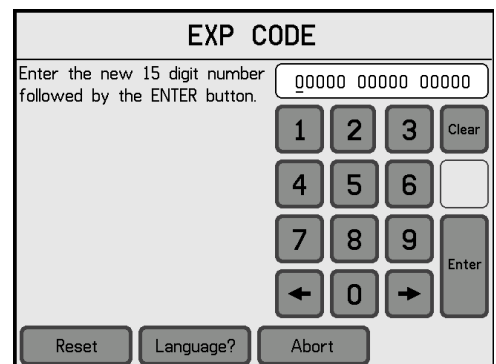 EXP CODE
Enter the new 15 digit number
followed by the ENTER button.
00000 00000 00000
1 2 3 Clear
4 5 6
7 8 9
Enter
← 0 →
Reset Language? Abort